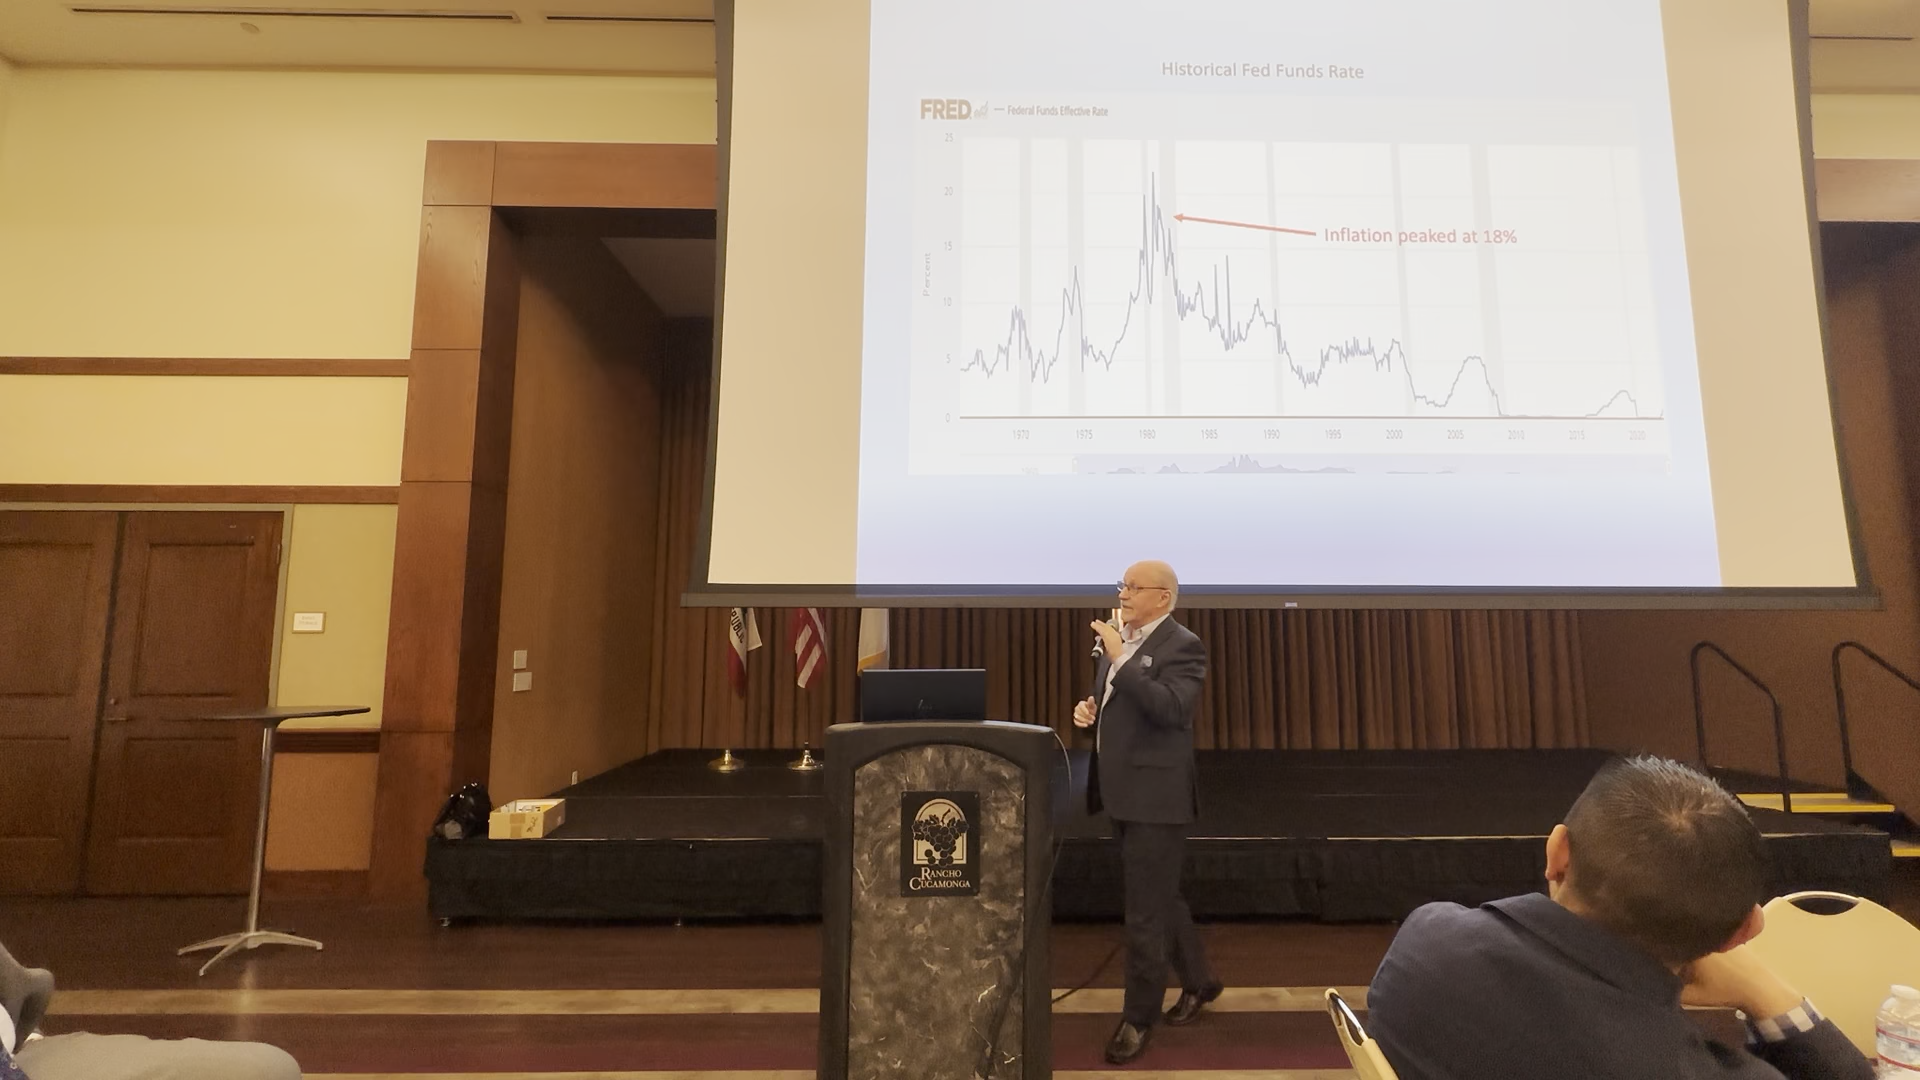 Historical Fed Funds Rate
FRED
Federal Funds Effective Rate
25
20
15
10
5
0
Percent
Inflation peaked at 18%
1972
1975
1980
1985
1990
1995
2000
2005
2010
2015
2020
RANCHO
CUCAMONGA